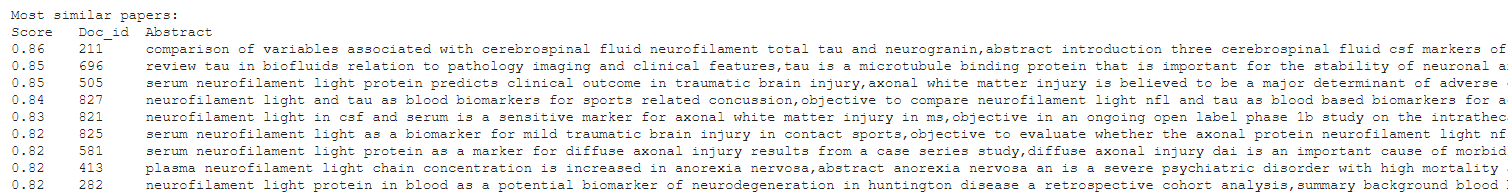 Most similar papers:
Score Doc_id Abstract
0.86 211 comparison of variables associated with cerebrospinal fluid neurofilament total tau and neurogranin,abstract introduction three cerebrospinal fluid csf markers of
0.85 696 review tau in biofluids relation to pathology imaging and clinical features,tau is a microtubule binding protein that is important for the stability of neuronal a
0.85 505 serum neurofilament light protein predicts clinical outcome in traumatic brain injury,axonal white matter injury is believed to be a major determinant of adverse
0.84 827 neurofilament light and tau as blood biomarkers for sports related concussion,objective to compare neurofilament light nfl and tau as blood based biomarkers for a
0.83 821 neurofilament light in csf and serum is a sensitive marker for axonal white matter injury in ms,objective in an ongoing open label phase 1b study on the intratheca
0.82 825 serum neurofilament light as a biomarker for mild traumatic brain injury in contact sports,objective to evaluate whether the axonal protein neurofilament light nf
0.82 581 serum neurofilament light protein as a marker for diffuse axonal injury results from a case series study,diffuse axonal injury dai is an important cause of morbid
0.82 413 plasma neurofilament light chain concentration is increased in anorexia nervosa,abstract anorexia nervosa an is a severe psychiatric disorder with high mortality
0.82 282 neurofilament light protein in blood as a potential biomarker of neurodegeneration in huntington disease a retrospective cohort analysis,summary background blood